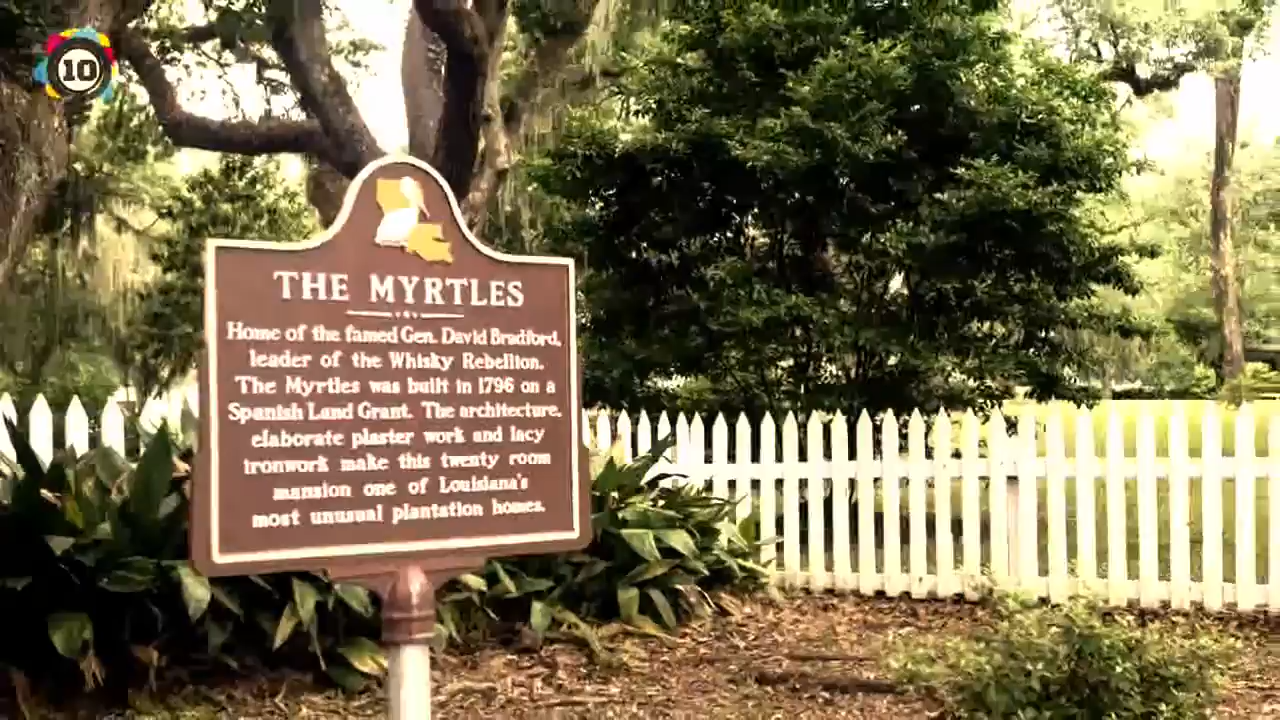 10
THE MYRTLES
Home of the famed Gen. David Bradford,
leader of the Whisky Rebellion.
The Myrtles was built in 1796 on a
Spanish Land Grant. The architecture,
elaborate plaster work and lacy
ironwork make this twenty room
mansion one of Louisiana's
most unusual plantation homes.